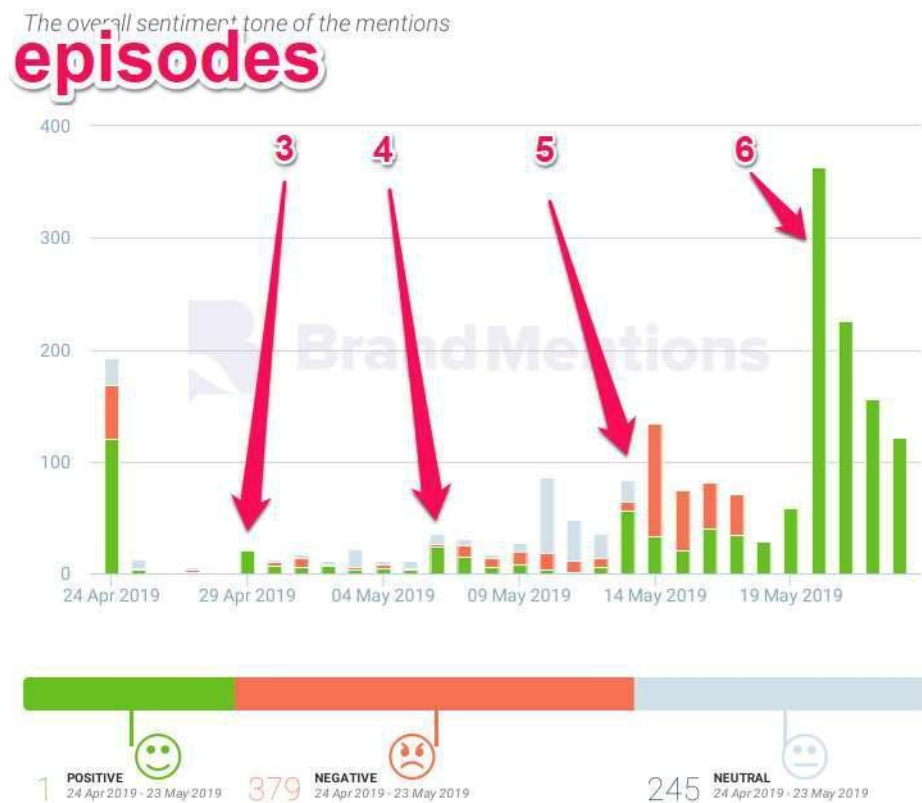 The overall sentiment tone of the mentions
episodes
400
3
4
5
6
300
200
BrandMentions
100
0
24 Apr 2019
29 Apr 2019
04 May 2019
09 May 2019
14 May 2019
19 May 2019
1
POSITIVE
24 Apr 2019 - 23 May 2019
379
NEGATIVE
24 Apr 2019 - 23 May 2019
245
NEUTRAL
24 Apr 2019 - 23 May 2019